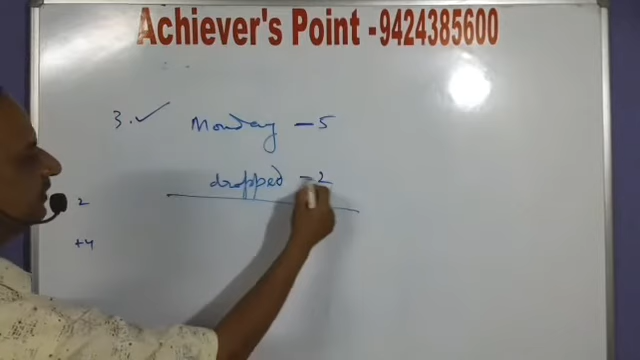 Achiever's Point -9424385600
3. ✓ Monday - 5
dropped - 2
2
+4